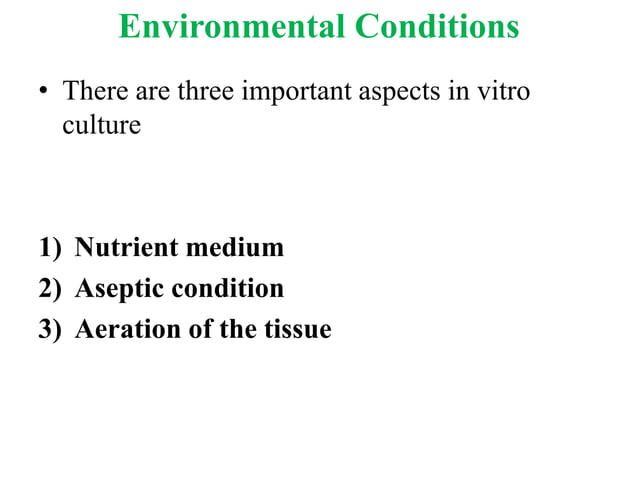 Environmental Conditions
• There are three important aspects in vitro
culture
1) Nutrient medium
2) Aseptic condition
3) Aeration of the tissue